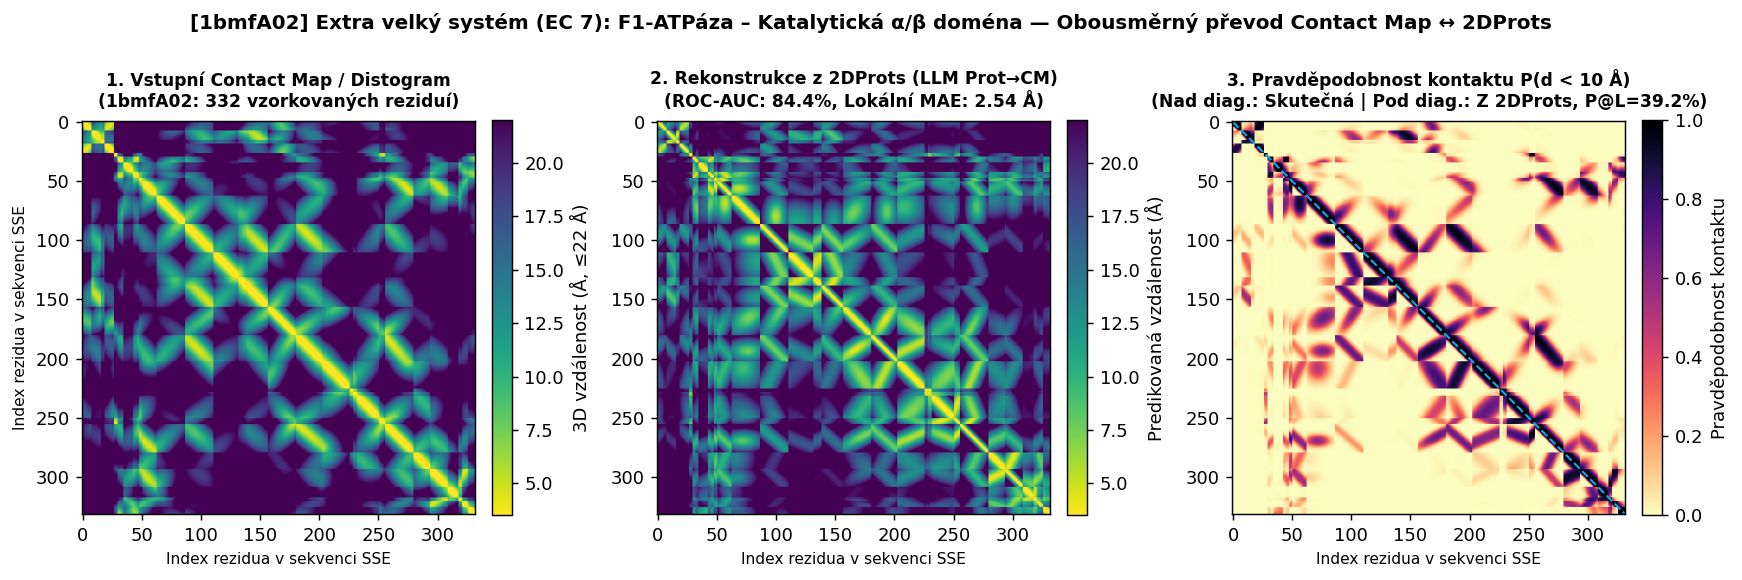 [1bmfA02] Extra velký systém (EC 7): F1-ATPáza – Katalytická α/β doména — Obousměrný převod Contact Map ↔ 2DProts
1. Vstupní Contact Map / Distogram
(1bmfA02: 332 vzorkovaných reziduí)
0
50
100
150
200
250
300
Index rezidua v sekvenci SSE
0 50 100 150 200 250 300
Index rezidua v sekvenci SSE
20.0
17.5
15.0
12.5
10.0
7.5
5.0
3D vzdálenost (Å, ≤22 Å)
2. Rekonstrukce z 2DProts (LLM Prot→CM)
(ROC-AUC: 84.4%, Lokální MAE: 2.54 Å)
0
50
100
150
200
250
300
0 50 100 150 200 250 300
Index rezidua v sekvenci SSE
20.0
17.5
15.0
12.5
10.0
7.5
5.0
Predikovaná vzdálenost (Å)
3. Pravděpodobnost kontaktu P(d < 10 Å)
(Nad diag.: Skutečná | Pod diag.: Z 2DProts, P@L=39.2%)
0
50
100
150
200
250
300
0 50 100 150 200 250 300
Index rezidua v sekvenci SSE
1.0
0.8
0.6
0.4
0.2
0.0
Pravděpodobnost kontaktu